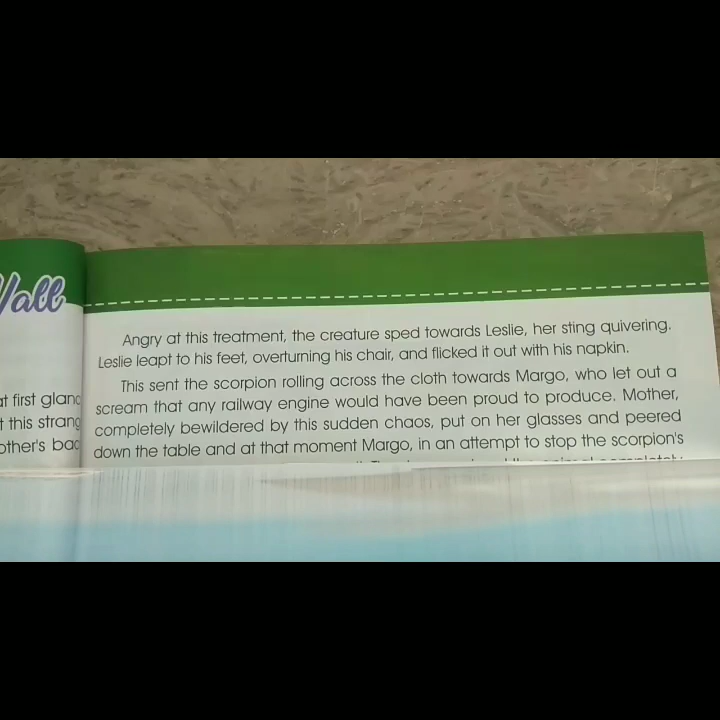 Wall
at first glanc
t this strang
other's bac
Angry at this treatment, the creature sped towards Leslie, her sting quivering.
Leslie leapt to his feet, overturning his chair, and flicked it out with his napkin.
This sent the scorpion rolling across the cloth towards Margo, who let out a
scream that any railway engine would have been proud to produce. Mother,
completely bewildered by this sudden chaos, put on her glasses and peered
down the table and at that moment Margo, in an attempt to stop the scorpion's